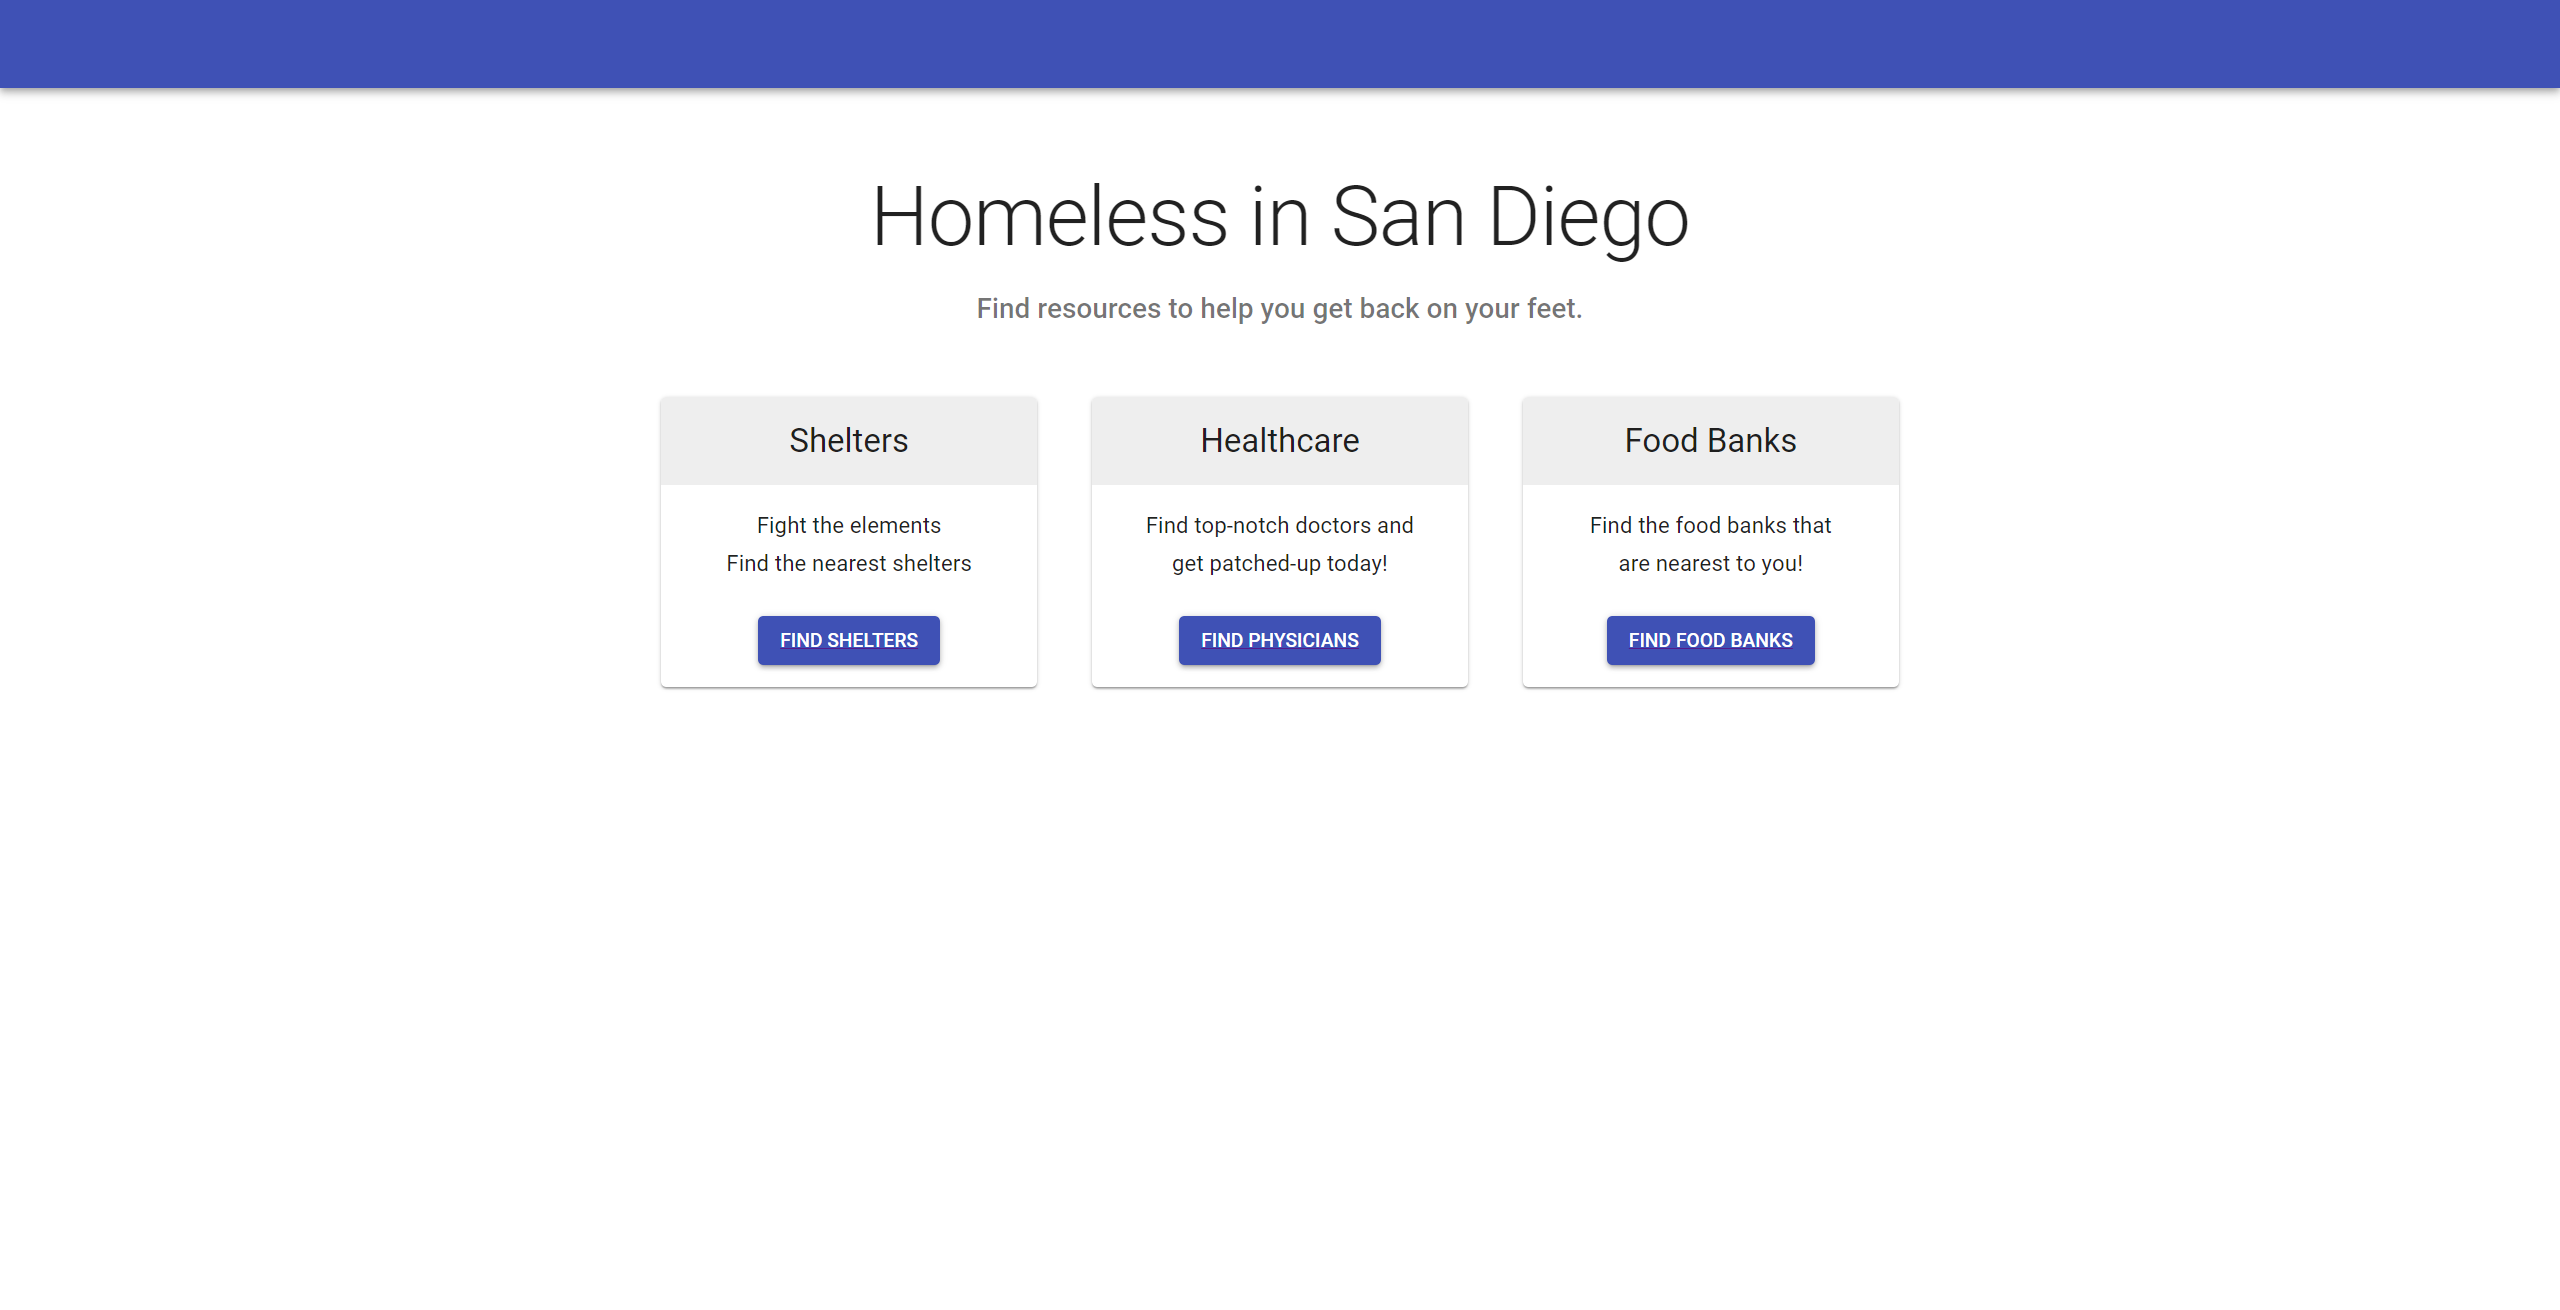 Homeless in San Diego
Find resources to help you get back on your feet.
Shelters
Fight the elements
Find the nearest shelters
FIND SHELTERS
Healthcare
Find top-notch doctors and
get patched-up today!
FIND PHYSICIANS
Food Banks
Find the food banks that
are nearest to you!
FIND FOOD BANKS